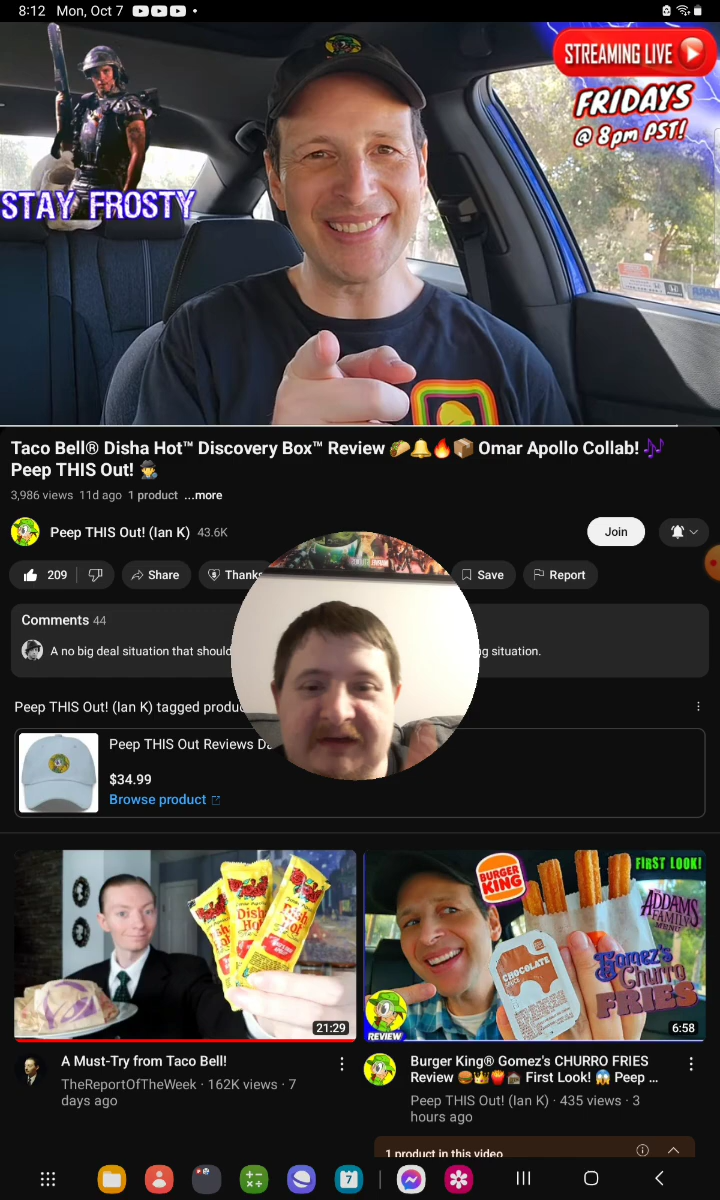 8:12 Mon, Oct 7
STREAMING LIVE
FRIDAYS
@ 8pm PST!
STAY FROSTY
Taco Bell® Disha Hot™ Discovery Box™ Review 🌮🔔🔥📦 Omar Apollo Collab! 🎶
Peep THIS Out! 🕵️
3,986 views 11d ago 1 product ...more
Peep THIS Out! (Ian K) 43.6K
Join
209
Share
Thanks
Save
Report
Comments 44
A no big deal situation that should
situation.
Peep THIS Out! (Ian K) tagged
Peep THIS Out Reviews
$34.99
Browse product
Disha Hot
21:29
A Must-Try from Taco Bell!
TheReportOfTheWeek · 162K views · 7
days ago
BURGER
KING
FIRST LOOK!
ADDAMS
FAMILY
MENU
CHOCOLATE
SAUCE
Gomez's
Churro
FRIES
REVIEW
6:58
Burger King® Gomez's CHURRO FRIES
Review 🍔👑🍟🏚️ First Look! 😱 Peep ...
Peep THIS Out! (Ian K) · 435 views · 3
hours ago
1 product in this video
7